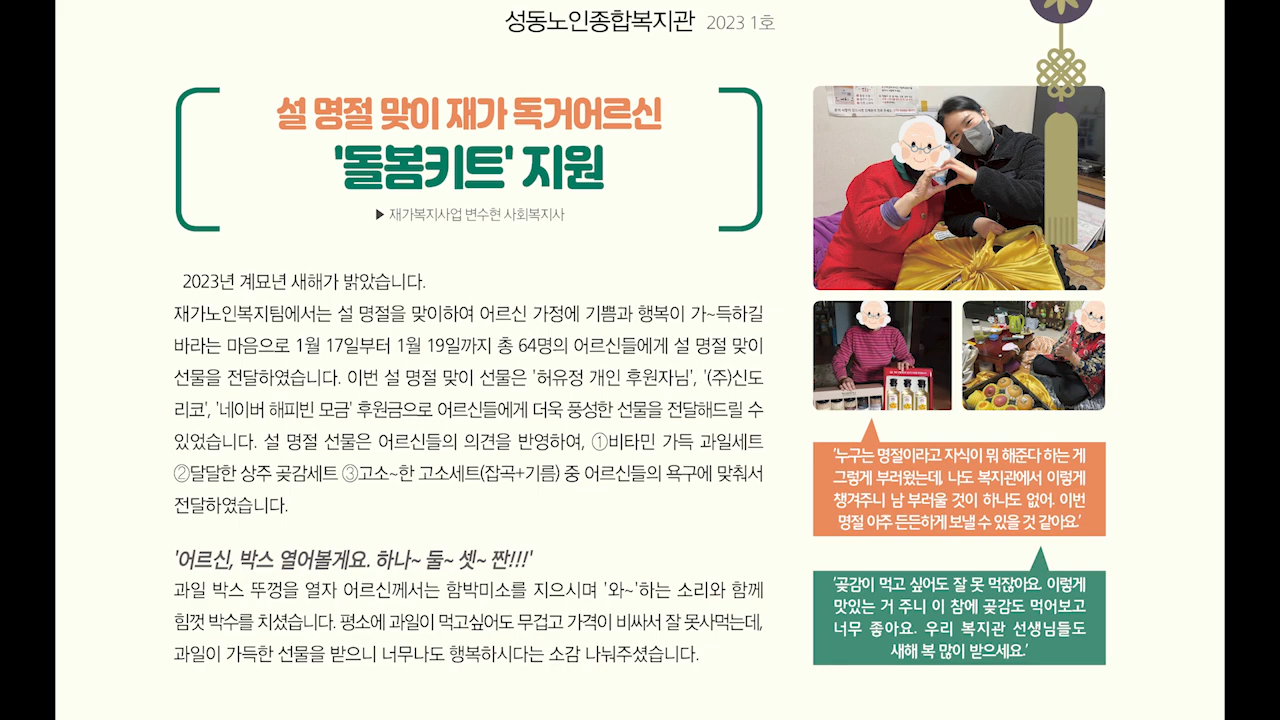 성동노인종합복지관 2023 1호
설 명절 맞이 재가 독거어르신
'돌봄키트' 지원
▶ 재가복지사업 변수현 사회복지사
2023년 계묘년 새해가 밝았습니다.
재가노인복지팀에서는 설 명절을 맞이하여 어르신 가정에 기쁨과 행복이 가~득하길
바라는 마음으로 1월 17일부터 1월 19일까지 총 64명의 어르신들에게 설 명절 맞이
선물을 전달하였습니다. 이번 설 명절 맞이 선물은 '허유정 개인 후원자님', '(주)신도
리코', '네이버 해피빈 모금' 후원금으로 어르신들에게 더욱 풍성한 선물을 전달해드릴 수
있었습니다. 설 명절 선물은 어르신들의 의견을 반영하여, ①비타민 가득 과일세트
②달달한 상주 곶감세트 ③고소~한 고소세트(잡곡+기름) 중 어르신들의 욕구에 맞춰서
전달하였습니다.
'어르신, 박스 열어볼게요. 하나~ 둘~ 셋~ 짠!!!'
과일 박스 뚜껑을 열자 어르신께서는 함박미소를 지으시며 '와~'하는 소리와 함께
힘껏 박수를 치셨습니다. 평소에 과일이 먹고싶어도 무겁고 가격이 비싸서 잘 못사먹는데,
과일이 가득한 선물을 받으니 너무나도 행복하시다는 소감 나눠주셨습니다.
'누구는 명절이라고 자식이 뭐 해준다 하는 게
그렇게 부러웠는데, 나도 복지관에서 이렇게
챙겨주니 남 부러울 것이 하나도 없어. 이번
명절 아주 든든하게 보낼 수 있을 것 같아요.'
'곶감이 먹고 싶어도 잘 못 먹잖아요. 이렇게
맛있는 거 주니 이 참에 곶감도 먹어보고
너무 좋아요. 우리 복지관 선생님들도
새해 복 많이 받으세요.'